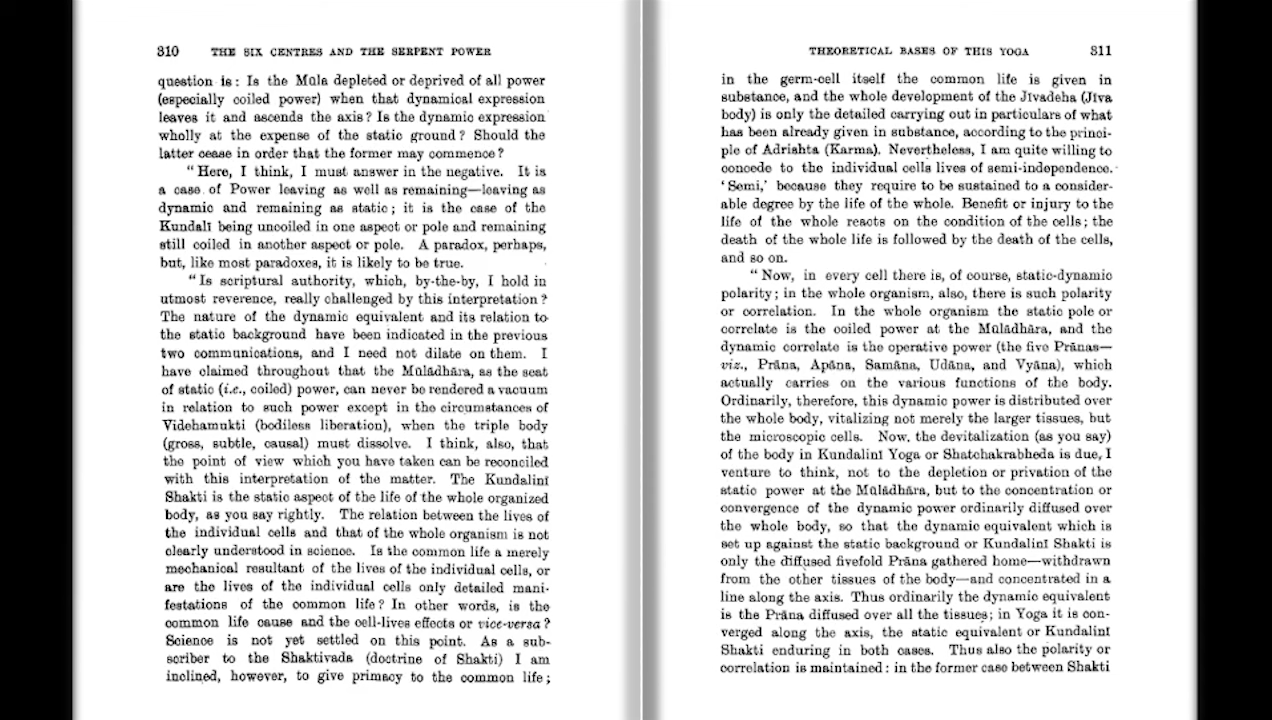 310 THE SIX CENTRES AND THE SERPENT POWER
question is: Is the Mūla depleted or deprived of all power
(especially coiled power) when that dynamical expression
leaves it and ascends the axis? Is the dynamic expression
wholly at the expense of the static ground? Should the
latter cease in order that the former may commence?
"Here, I think, I must answer in the negative. It is
a case of Power leaving as well as remaining—leaving as
dynamic and remaining as static; it is the case of the
Kundalī being uncoiled in one aspect or pole and remaining
still coiled in another aspect or pole. A paradox, perhaps,
but, like most paradoxes, it is likely to be true.
"Is scriptural authority, which, by-the-by, I hold in
utmost reverence, really challenged by this interpretation?
The nature of the dynamic equivalent and its relation to
the static background have been indicated in the previous
two communications, and I need not dilate on them. I
have claimed throughout that the Mūlādhāra, as the seat
of static (i.e., coiled) power, can never be rendered a vacuum
in relation to such power except in the circumstances of
Videhamukti (bodiless liberation), when the triple body
(gross, subtle, causal) must dissolve. I think, also, that
the point of view which you have taken can be reconciled
with this interpretation of the matter. The Kundalinī
Shakti is the static aspect of the life of the whole organized
body, as you say rightly. The relation between the lives of
the individual cells and that of the whole organism is not
clearly understood in science. Is the common life a merely
mechanical resultant of the lives of the individual cells, or
are the lives of the individual cells only detailed mani-
festations of the common life? In other words, is the
common life cause and the cell-lives effects or vice-versa?
Science is not yet settled on this point. As a sub-
scriber to the Shaktivāda (doctrine of Shakti) I am
inclined, however, to give primacy to the common life;
THEORETICAL BASES OF THIS YOGA 311
in the germ-cell itself the common life is given in
substance, and the whole development of the Jīvadeha (Jīva
body) is only the detailed carrying out in particulars of what
has been already given in substance, according to the princi-
ple of Adrishta (Karma). Nevertheless, I am quite willing to
concede to the individual cells lives of semi-independence.
'Semi,' because they require to be sustained to a consider-
able degree by the life of the whole. Benefit or injury to the
life of the whole reacts on the condition of the cells; the
death of the whole life is followed by the death of the cells,
and so on.
"Now, in every cell there is, of course, static-dynamic
polarity; in the whole organism, also, there is such polarity
or correlation. In the whole organism the static pole or
correlate is the coiled power at the Mūlādhāra, and the
dynamic correlate is the operative power (the five Prānas—
viz., Prāna, Apāna, Samāna, Udāna, and Vyāna), which
actually carries on the various functions of the body.
Ordinarily, therefore, this dynamic power is distributed over
the whole body, vitalizing not merely the larger tissues, but
the microscopic cells. Now, the devitalization (as you say)
of the body in Kundalinī Yoga or Shatchakrabheda is due, I
venture to think, not to the depletion or privation of the
static power at the Mūlādhāra, but to the concentration or
convergence of the dynamic power ordinarily diffused over
the whole body, so that the dynamic equivalent which is
set up against the static background or Kundalinī Shakti is
only the diffused fivefold Prāna gathered home—withdrawn
from the other tissues of the body—and concentrated in a
line along the axis. Thus ordinarily the dynamic equivalent
is the Prāna diffused over all the tissues; in Yoga it is con-
verged along the axis, the static equivalent or Kundalinī
Shakti enduring in both cases. Thus also the polarity or
correlation is maintained: in the former case between Shakti